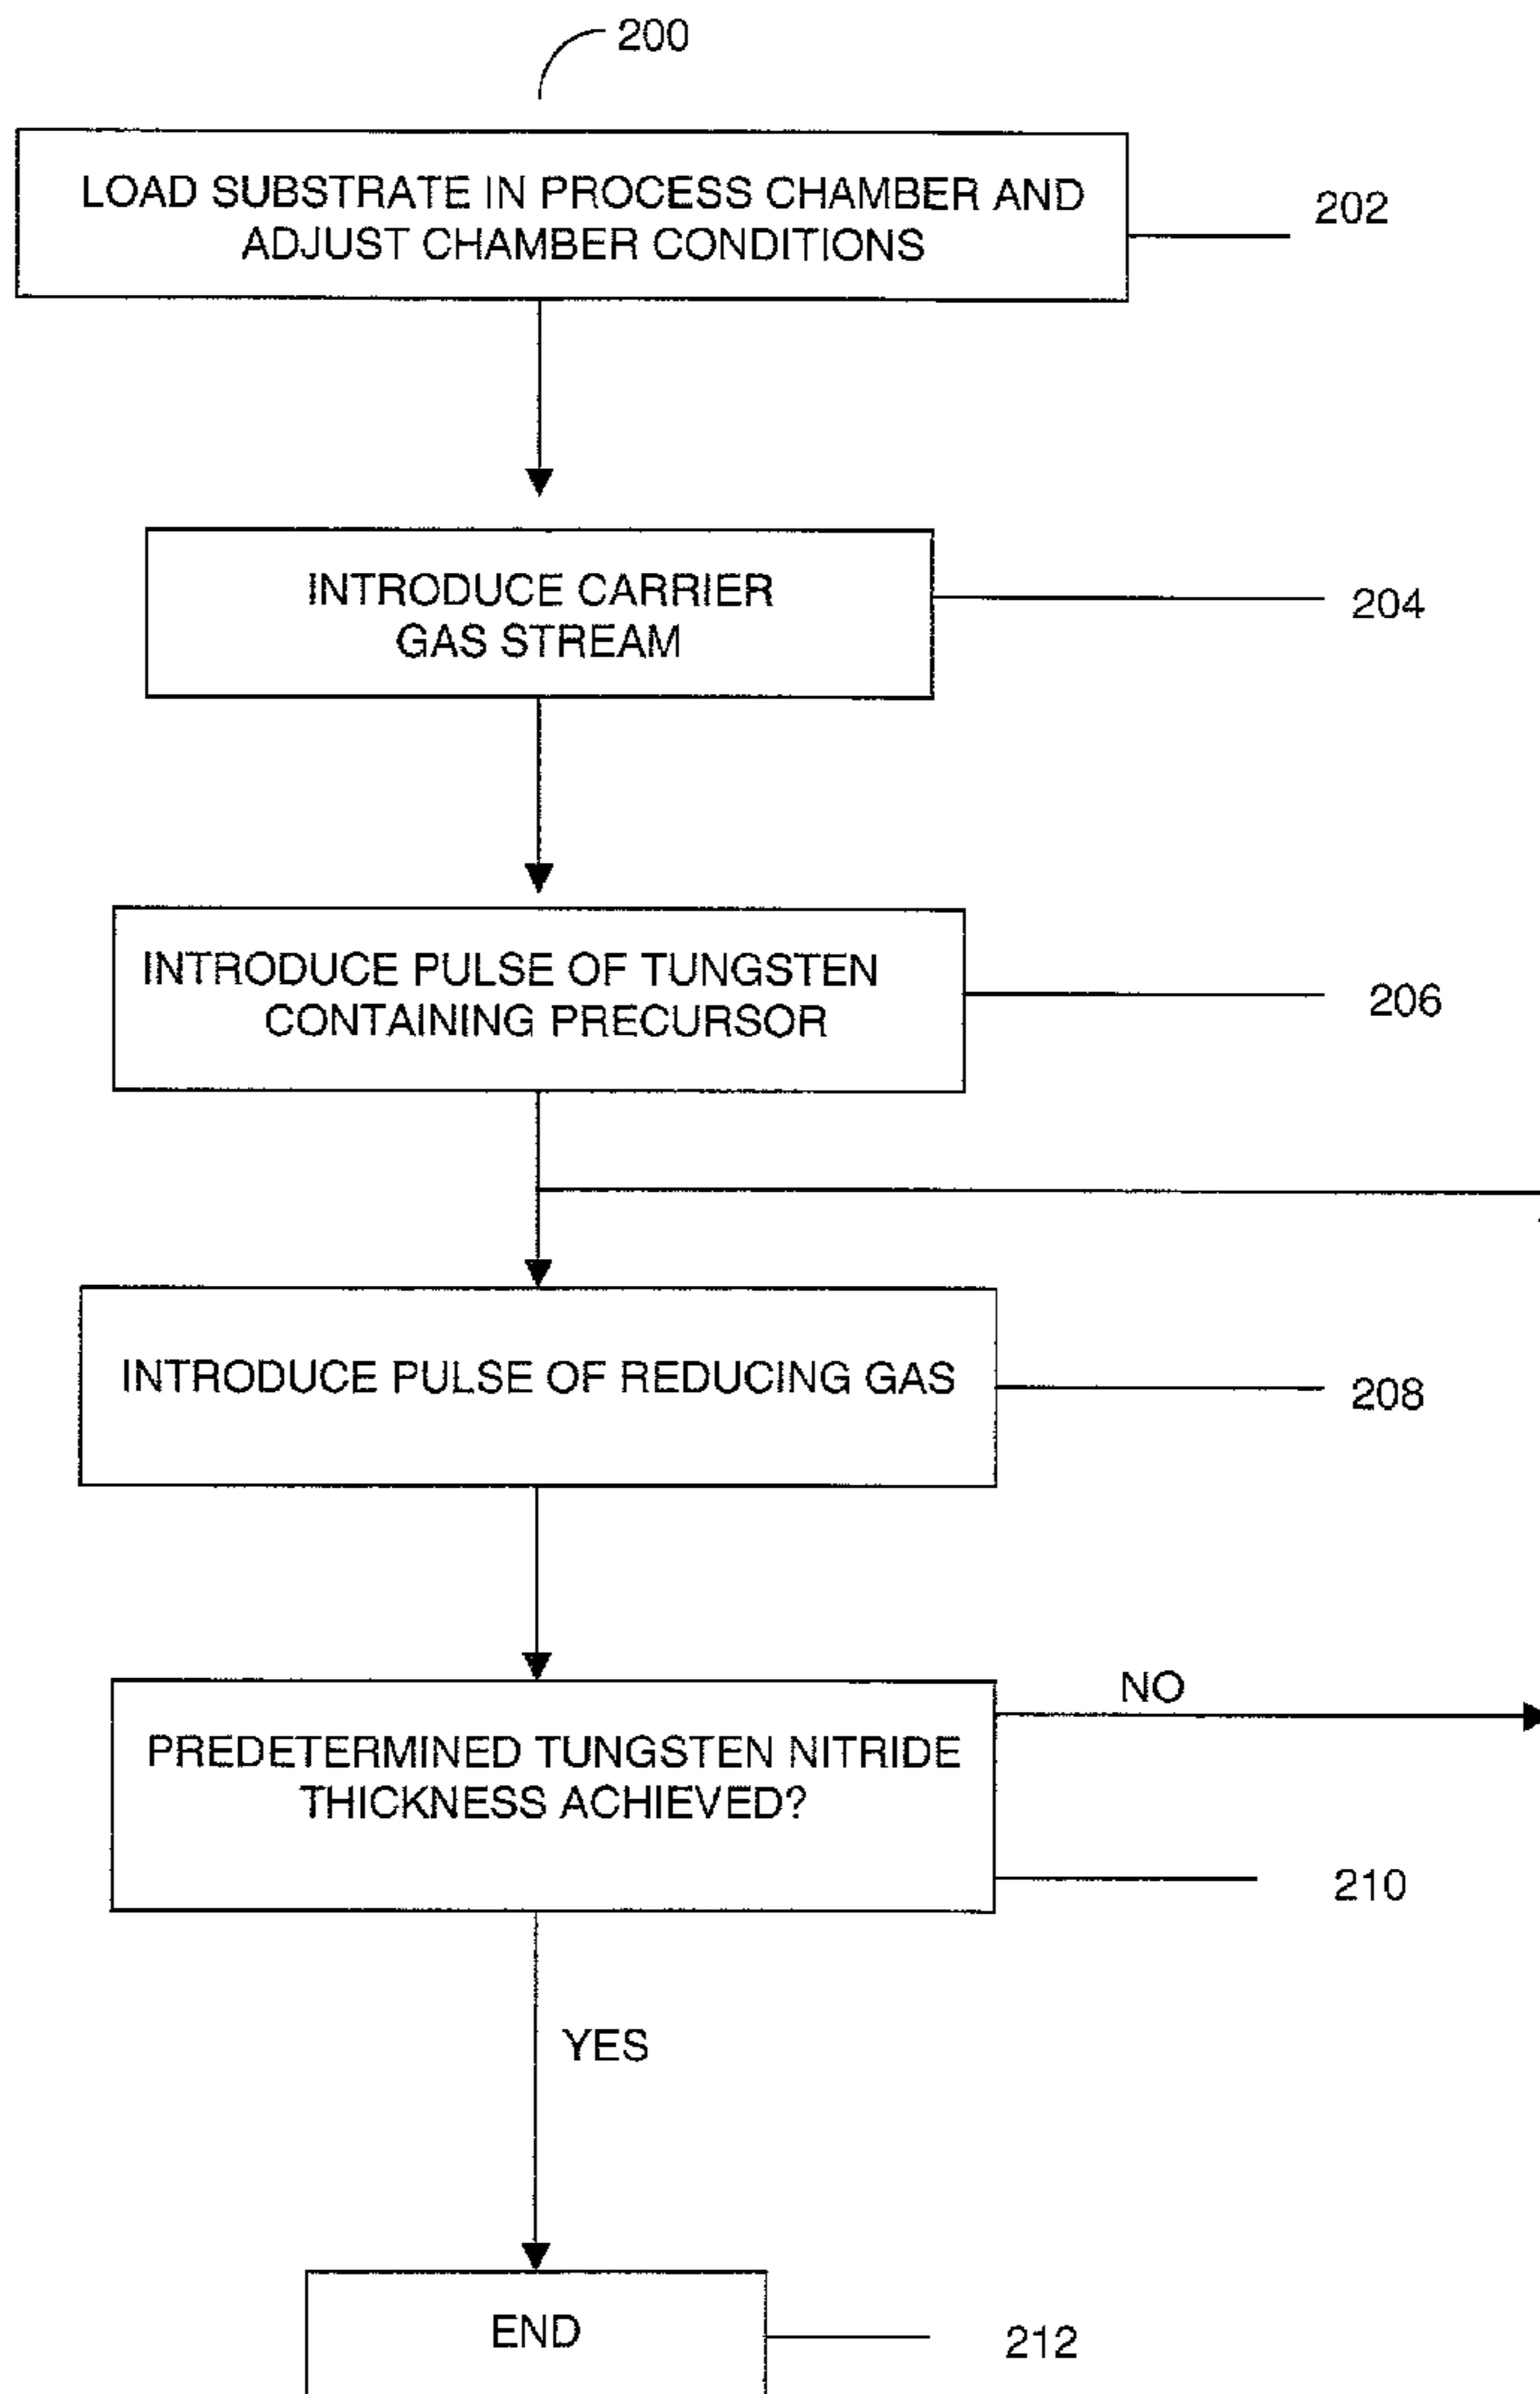 200
LOAD SUBSTRATE IN PROCESS CHAMBER AND
ADJUST CHAMBER CONDITIONS
202
INTRODUCE CARRIER
GAS STREAM
204
INTRODUCE PULSE OF TUNGSTEN
CONTAINING PRECURSOR
206
INTRODUCE PULSE OF REDUCING GAS
208
NO
PREDETERMINED TUNGSTEN NITRIDE
THICKNESS ACHIEVED?
210
YES
END
212